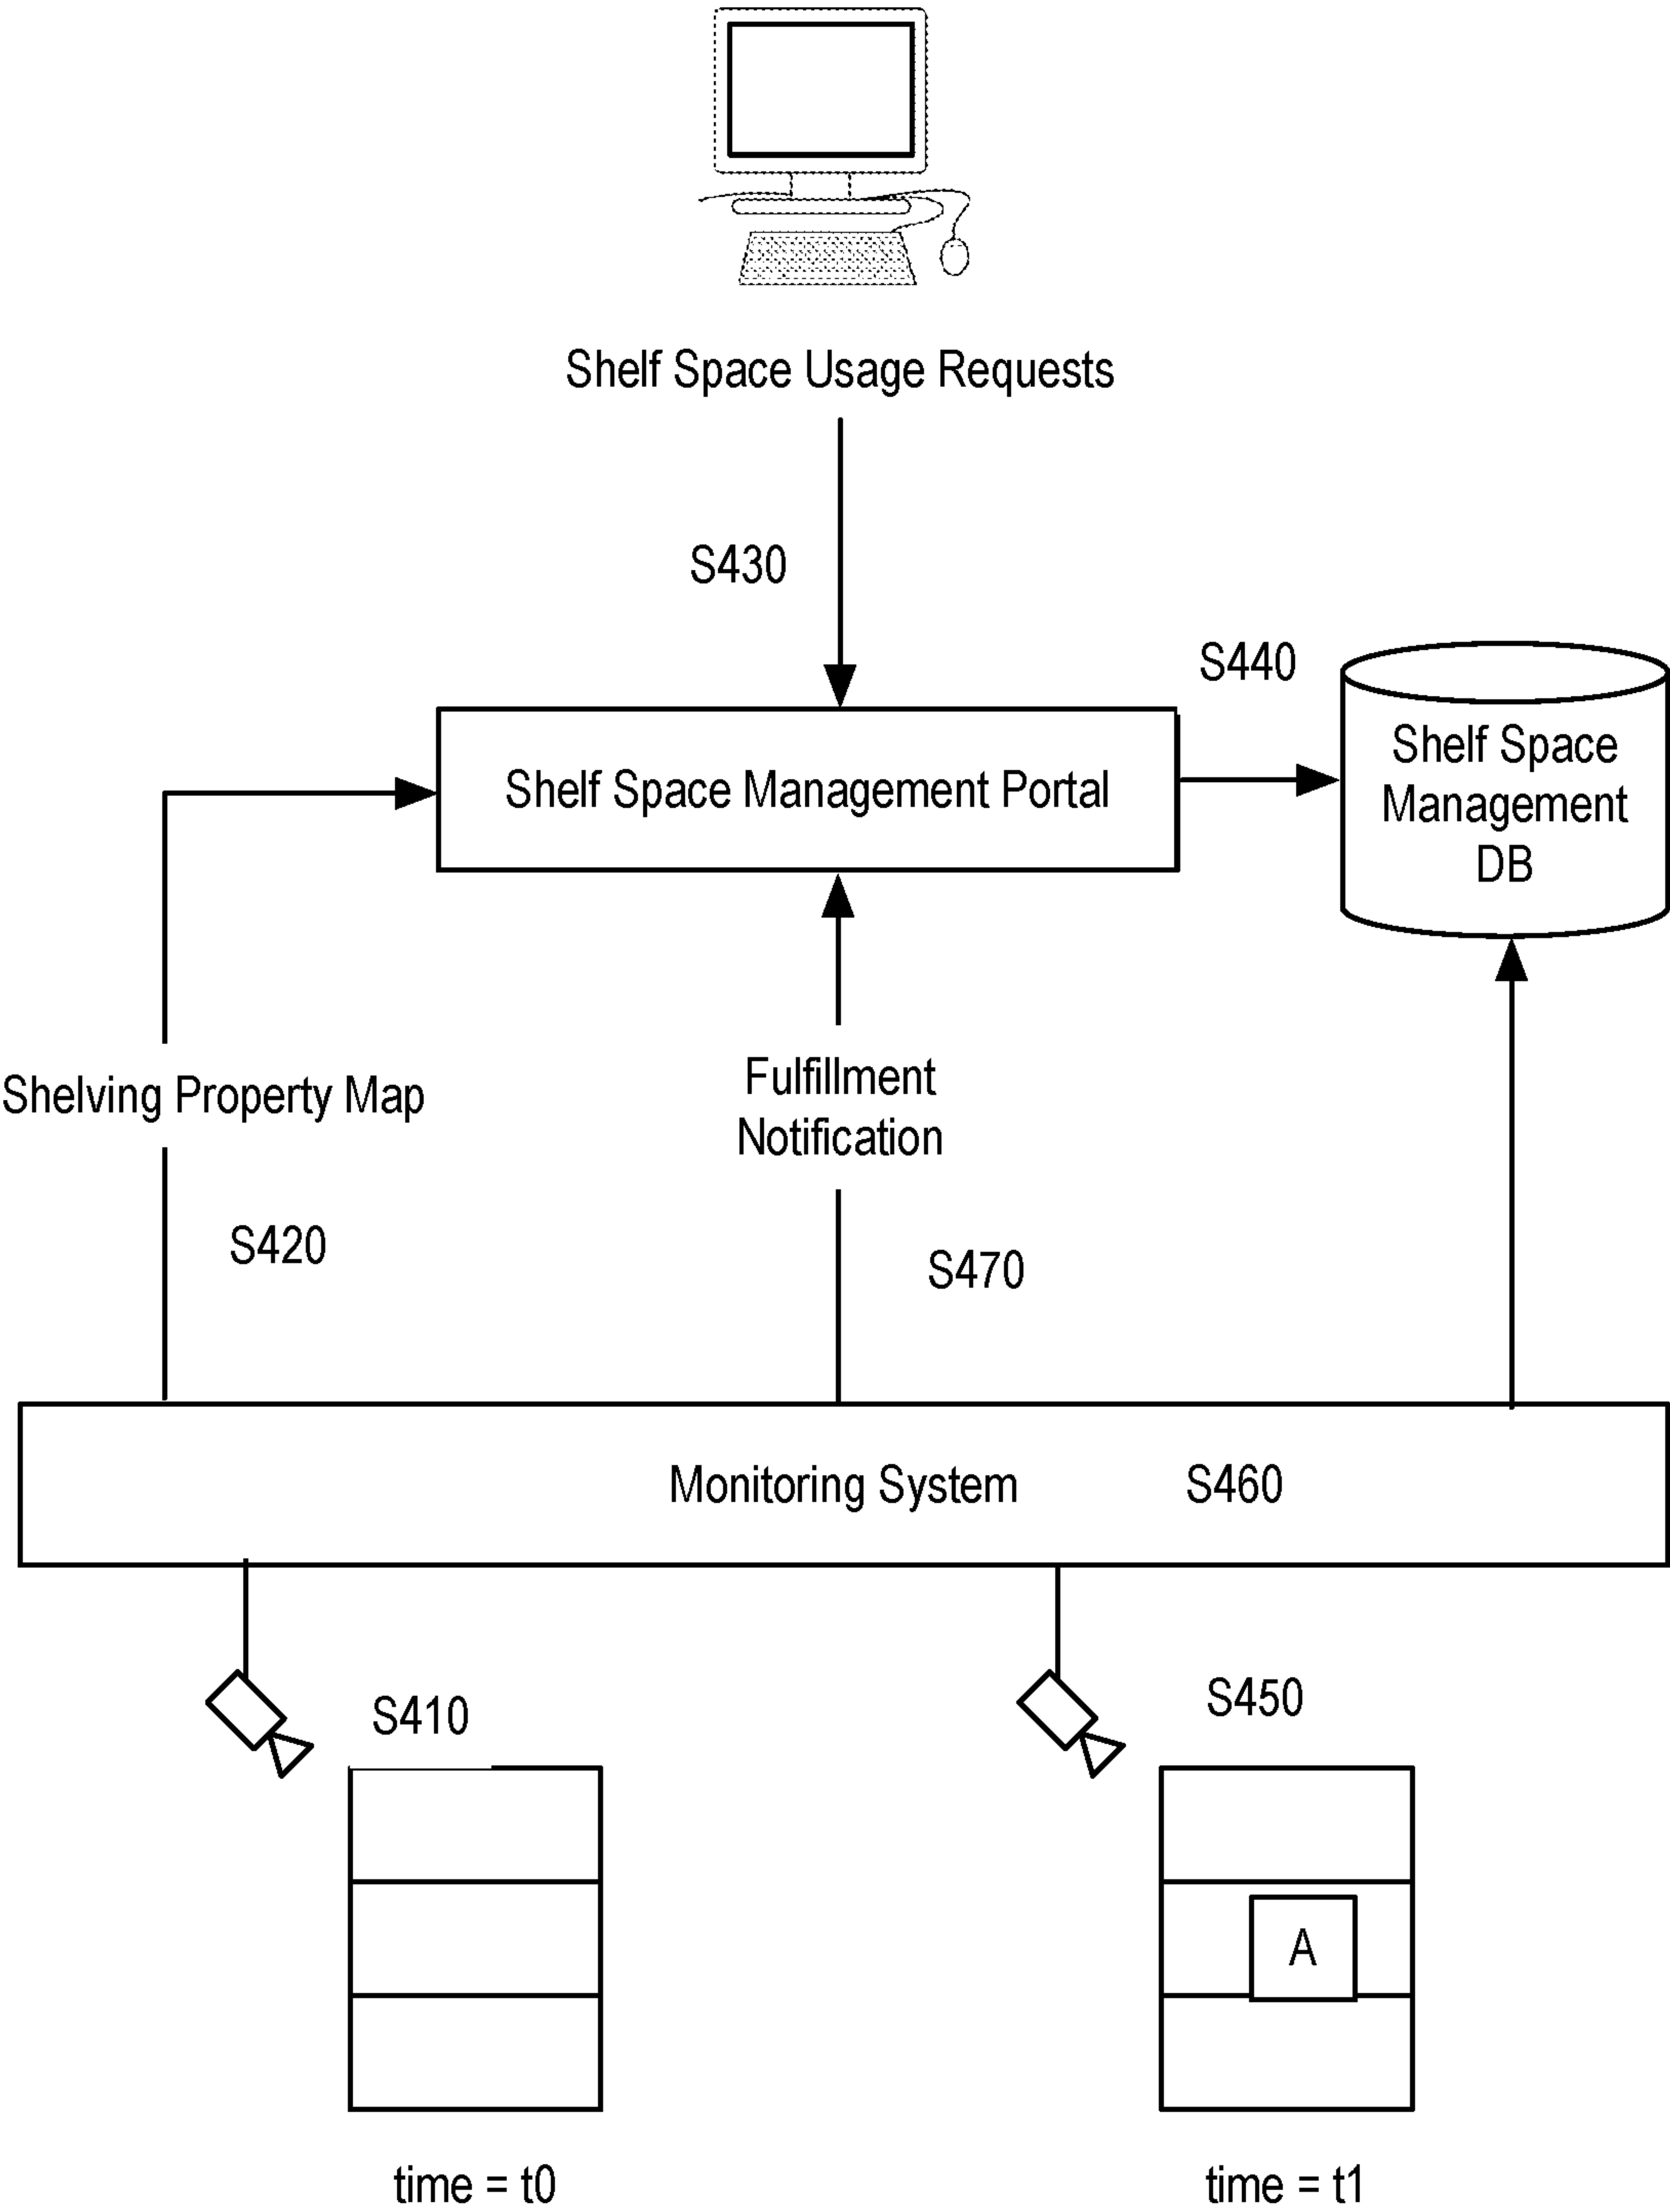 Shelf Space Usage Requests
S430
S440
Shelf Space
Management
DB
Shelf Space Management Portal
Shelving Property Map
Fulfillment
Notification
S420
S470
Monitoring System S460
S410
S450
A
time = t0
time = t1